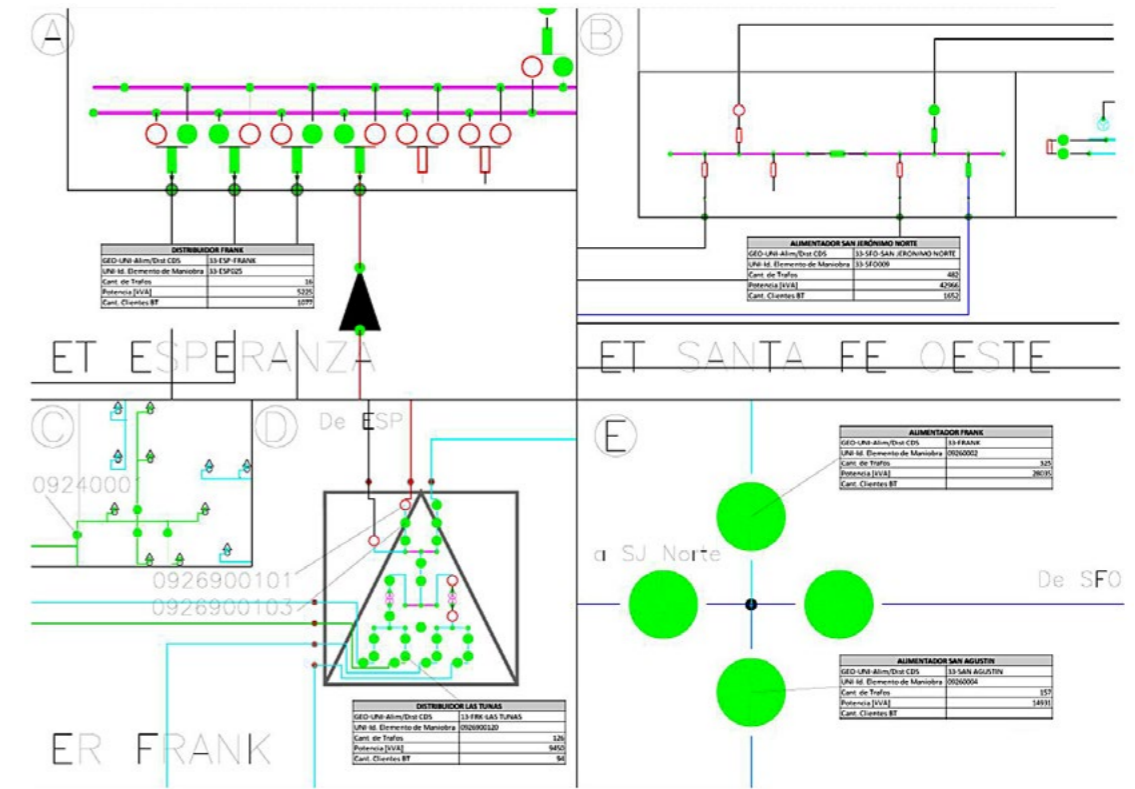 A
DISTRIBUIDOR FRANK
GEO-UNI-Alim/Dist CDS 33-ESP-FRANK
UNI-Id. Elemento de Maniobra 33-ESP025
Cant. de Trafos 16
Potencia [kVA] 5225
Cant. Clientes BT 1077
ET ESPERANZA
B
ALIMENTADOR SAN JERÓNIMO NORTE
GEO-UNI-Alim/Dist CDS 33-SFO-SAN JERONIMO NORTE
UNI-Id. Elemento de Maniobra 33-SFO009
Cant. de Trafos 482
Potencia [kVA] 42966
Cant. Clientes BT 1652
ET SANTA FE OESTE
C
0924000
D
De ESP
0926900101
0926900103
DISTRIBUIDOR LAS TUNAS
GEO-UNI-Alim/Dist CDS 13-FRK-LAS TUNAS
UNI-Id. Elemento de Maniobra 0926900120
Cant. de Trafos 126
Potencia [kVA] 9450
Cant. Clientes BT 94
ER FRANK
E
ALIMENTADOR FRANK
GEO-UNI-Alim/Dist CDS 33-FRANK
UNI-Id. Elemento de Maniobra 09260002
Cant. de Trafos 325
Potencia [kVA] 28035
Cant. Clientes BT
a SJ Norte
De SFO
ALIMENTADOR SAN AGUSTIN
GEO-UNI-Alim/Dist CDS 33-SAN AGUSTIN
UNI-Id. Elemento de Maniobra 09260004
Cant. de Trafos 157
Potencia [kVA] 14931
Cant. Clientes BT